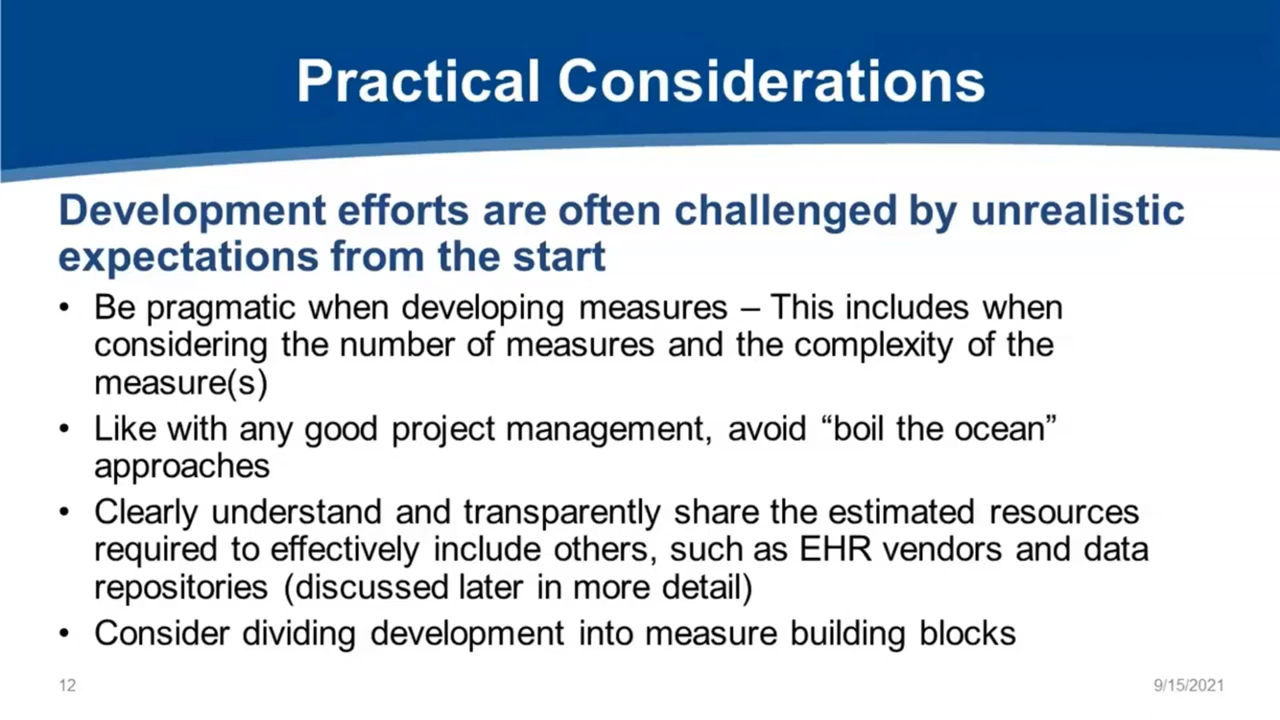 Practical Considerations
Development efforts are often challenged by unrealistic
expectations from the start
• Be pragmatic when developing measures – This includes when
considering the number of measures and the complexity of the
measure(s)
• Like with any good project management, avoid “boil the ocean”
approaches
• Clearly understand and transparently share the estimated resources
required to effectively include others, such as EHR vendors and data
repositories (discussed later in more detail)
• Consider dividing development into measure building blocks
12
9/15/2021